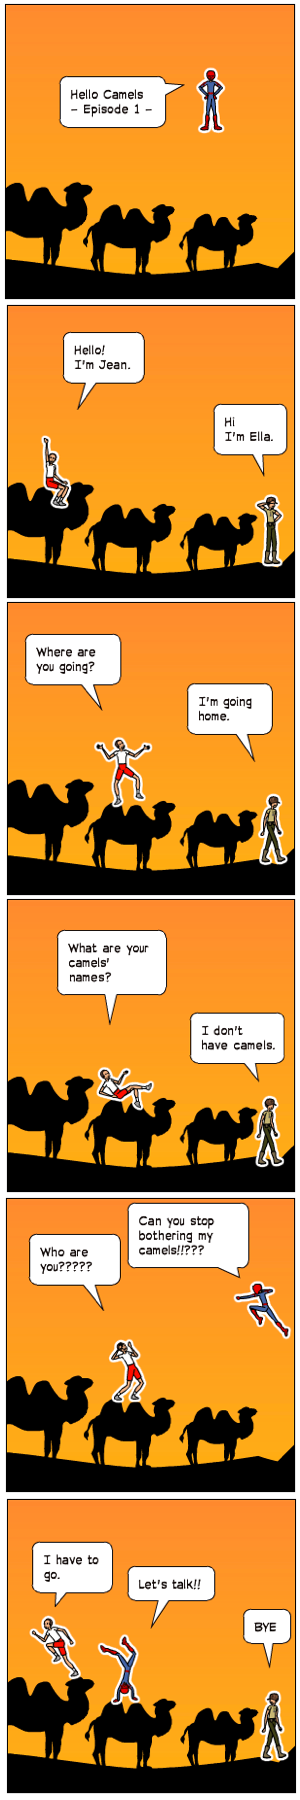 Hello Camels
- Episode 1 -
Hello!
I'm Jean.
Hi
I'm Ella.
Where are
you going?
I'm going
home.
What are your
camels'
names?
I don't
have camels.
Can you stop
bothering my
camels!!???
Who are
you?????
I have to
go.
Let's talk!!
BYE